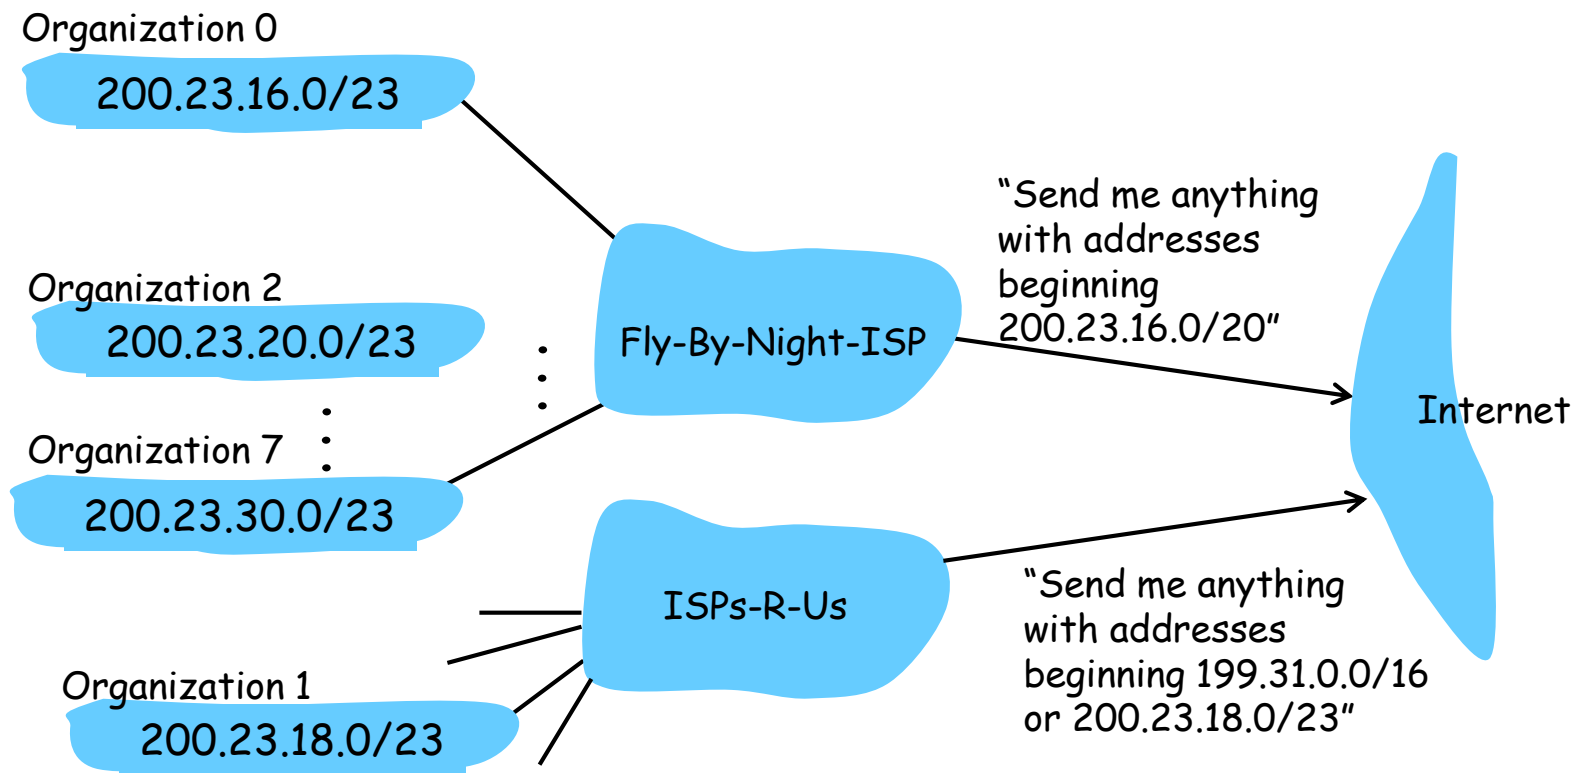 Organization 0
200.23.16.0/23
“Send me anything
with addresses
beginning
200.23.16.0/20”
Organization 2
200.23.20.0/23
Fly-By-Night-ISP
Internet
Organization 7
200.23.30.0/23
ISPs-R-Us
“Send me anything
with addresses
beginning 199.31.0.0/16
or 200.23.18.0/23”
Organization 1
200.23.18.0/23